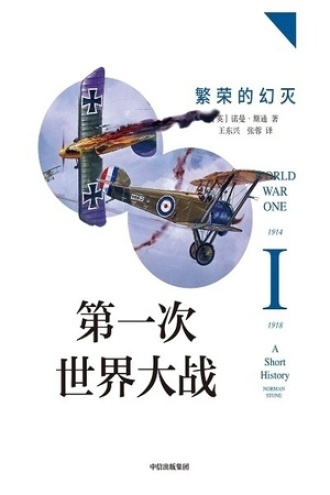 繁荣的幻灭
［英］诺曼·斯通 著
王东兴 张蓉 译
WORLD
WAR
ONE
1914
I
1918
A
Short
History
NORMAN
STONE
第一次
世界大战
中信出版集团